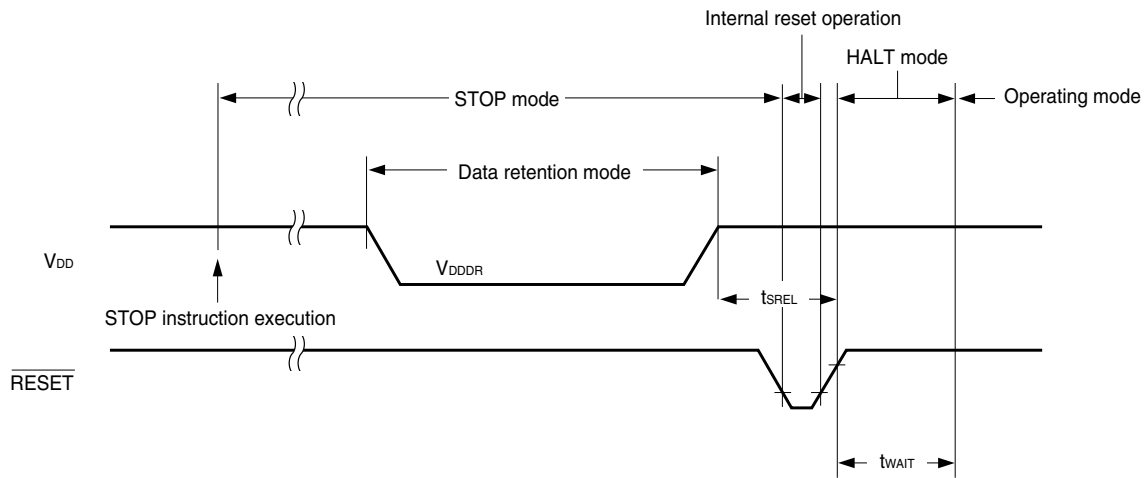 Internal reset operation
HALT mode
STOP mode
Operating mode
Data retention mode
VDD
VDDDR
tSREL
STOP instruction execution
RESET
tWAIT